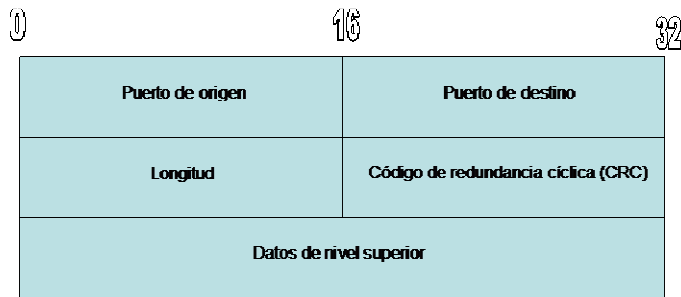 0 16 32
Puerto de origen Puerto de destino
Longitud Código de redundancia cíclica (CRC)
Datos de nivel superior